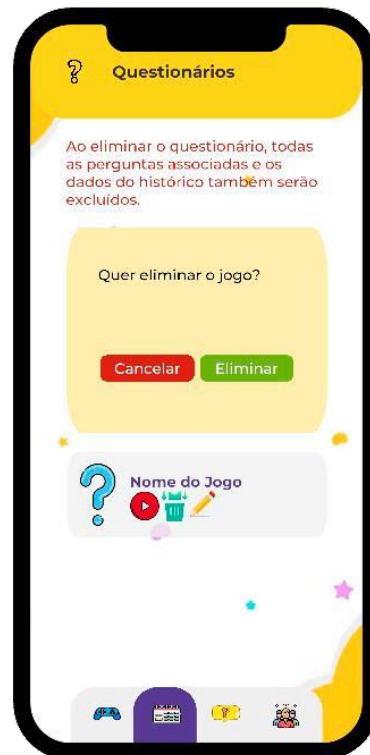 Questionários
Ao eliminar o questionário, todas
as perguntas associadas e os
dados do histórico também serão
excluídos.
Quer eliminar o jogo?
Cancelar Eliminar
Nome do Jogo